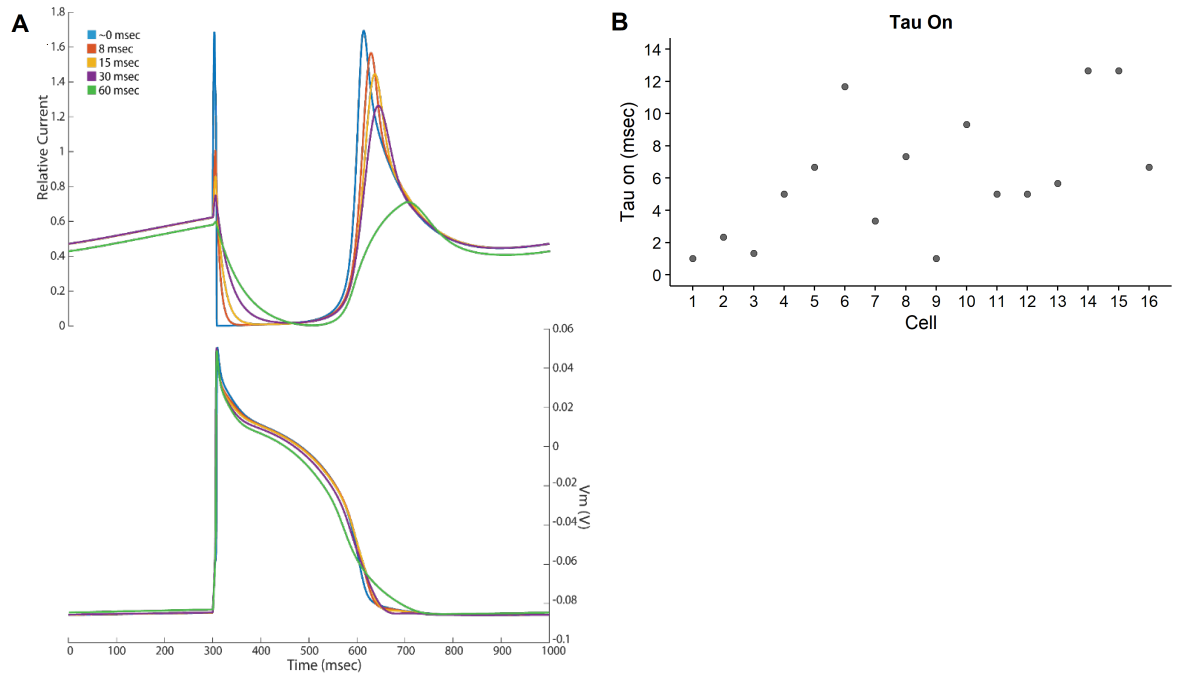 A
1.8
1.6
1.4
1.2
1
0.8
0.6
0.4
0.2
0
Relative Current
~0 msec
8 msec
15 msec
30 msec
60 msec
0.06
0.04
0.02
0
-0.02
-0.04
-0.06
-0.08
-0.1
Vm (V)
0 100 200 300 400 500 600 700 800 900 1000
Time (msec)
B
Tau On
14
12
10
8
6
4
2
0
Tau on (msec)
1 2 3 4 5 6 7 8 9 10 11 12 13 14 15 16
Cell